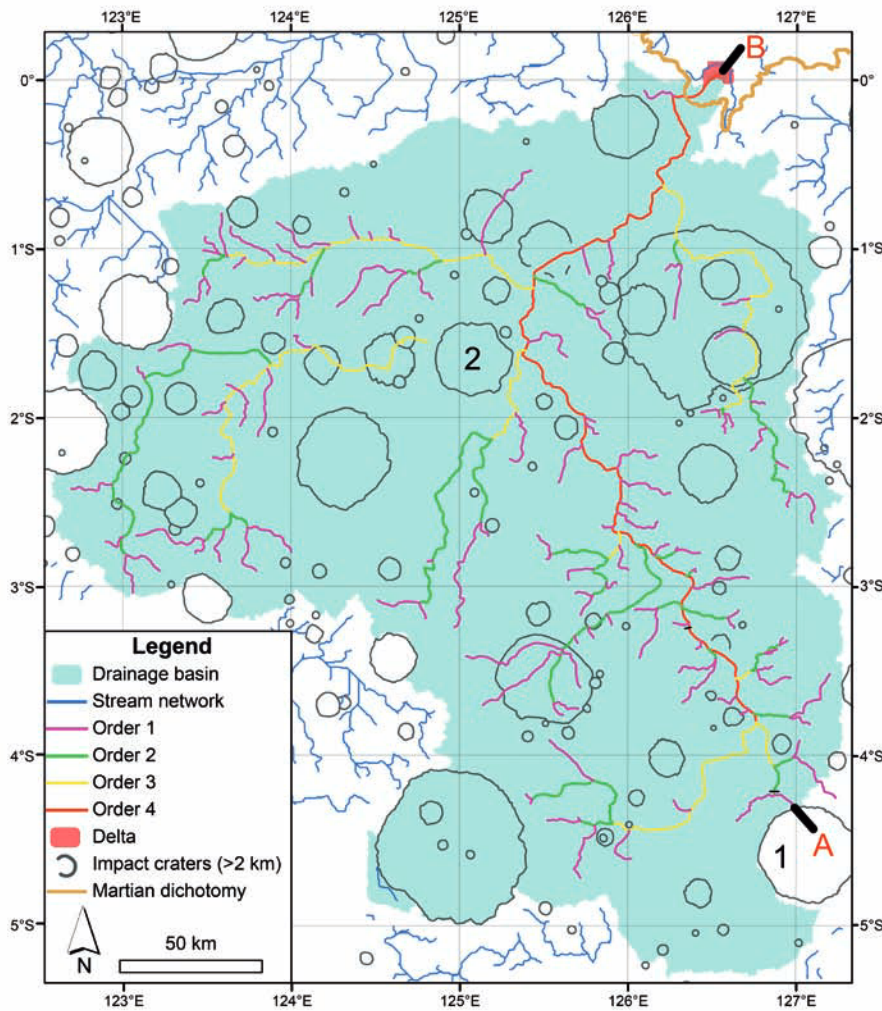 123°E 124°E 125°E 126°E 127°E
B
0° 0°
1°S 1°S
2
2°S 2°S
3°S 3°S
Legend
Drainage basin
Stream network
Order 1
4°S 4°S
Order 2
Order 3
Order 4
Delta
A
1
Impact craters (>2 km)
Martian dichotomy
5°S 5°S
50 km
N
123°E 124°E 125°E 126°E 127°E